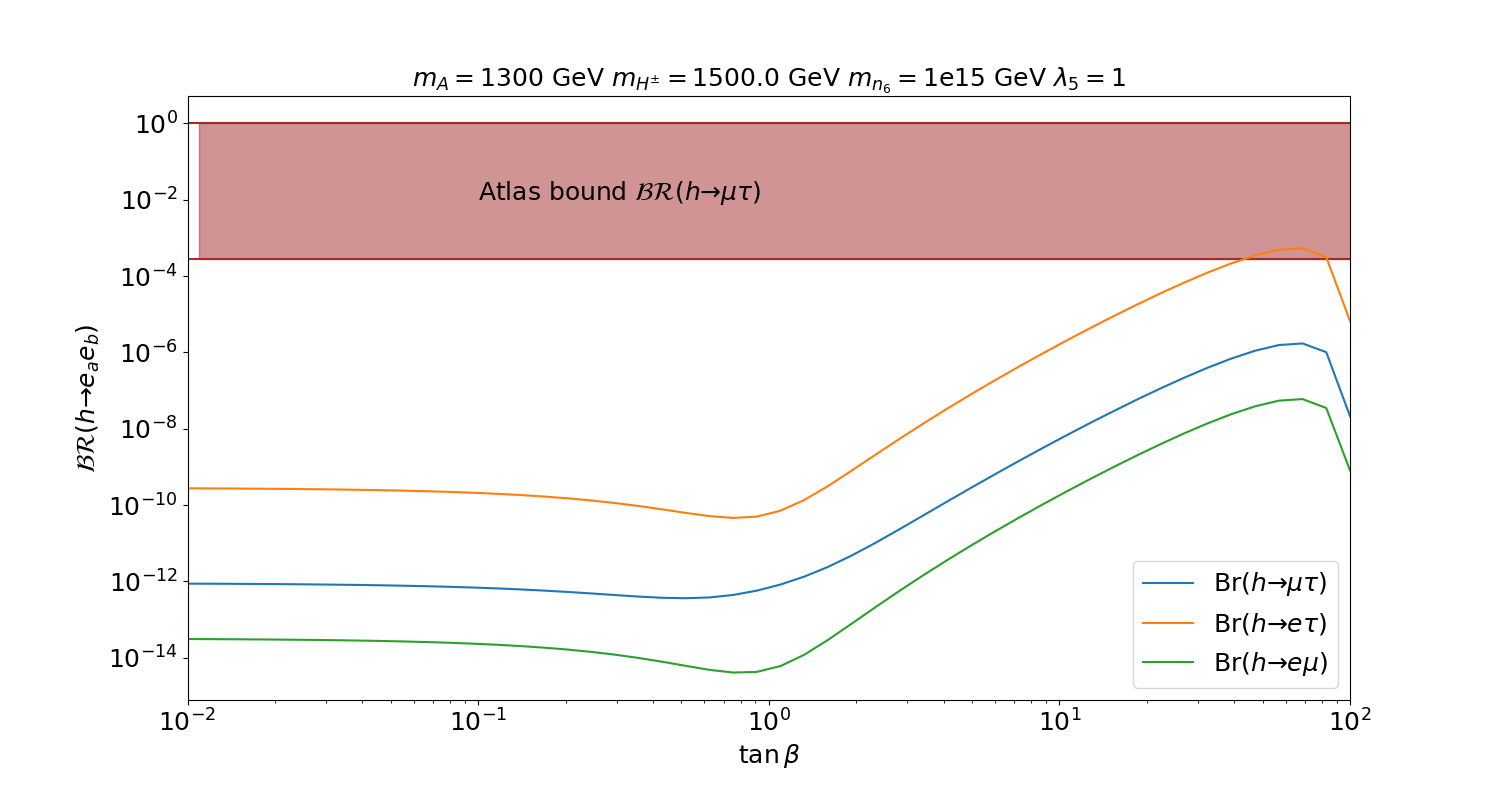 m_A = 1300 GeV m_{H^±} = 1500.0 GeV m_{n_6} = 1e15 GeV λ_5 = 1
10^0
10^{-2}
10^{-4}
10^{-6}
10^{-8}
10^{-10}
10^{-12}
10^{-14}
ℬℛ(h→e_a e_b)
Atlas bound ℬℛ(h→μτ)
Br(h→μτ)
Br(h→eτ)
Br(h→eμ)
10^{-2} 10^{-1} 10^0 10^1 10^2
tan β